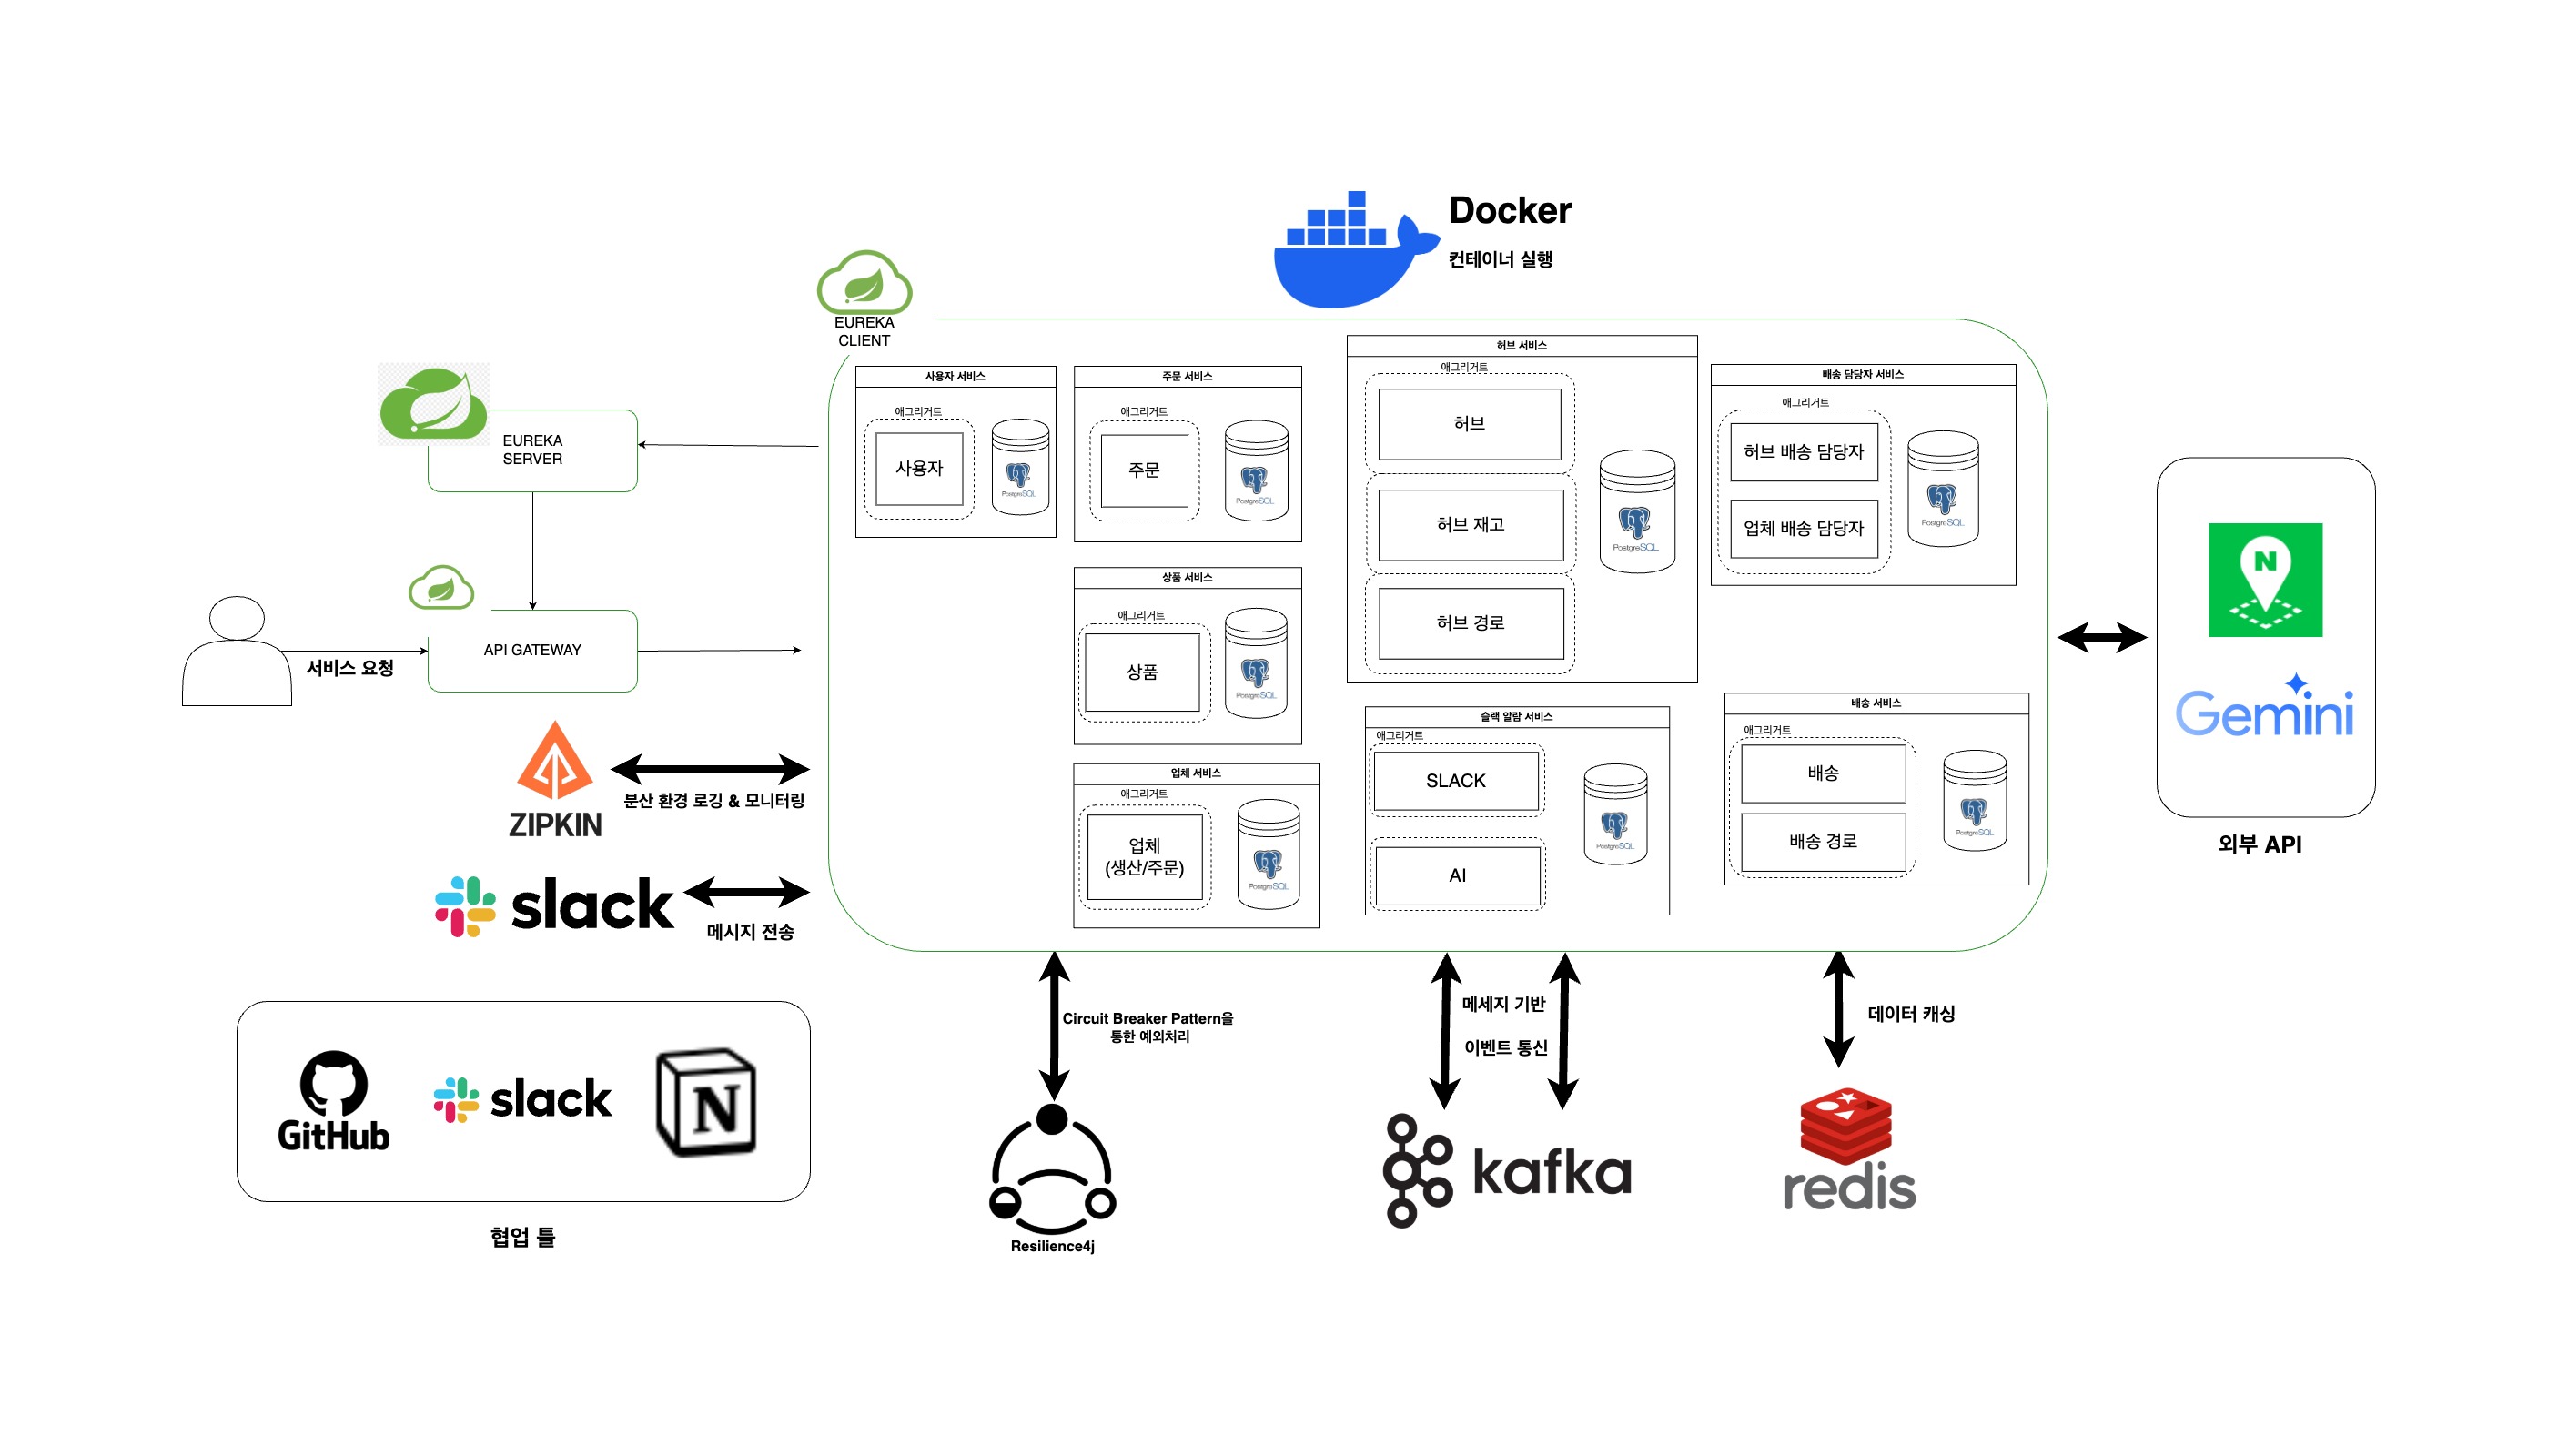 Docker
컨테이너 실행
EUREKA
CLIENT
EUREKA
SERVER
API GATEWAY
서비스 요청
ZIPKIN
분산 환경 로깅 & 모니터링
slack
메시지 전송
GitHub
slack
N
협업 툴
사용자 서비스
애그리거트
사용자
PostgreSQL
주문 서비스
애그리거트
주문
PostgreSQL
상품 서비스
애그리거트
상품
PostgreSQL
업체 서비스
애그리거트
업체
(생산/주문)
PostgreSQL
허브 서비스
애그리거트
허브
허브 재고
허브 경로
PostgreSQL
슬랙 알람 서비스
애그리거트
SLACK
AI
PostgreSQL
배송 담당자 서비스
애그리거트
허브 배송 담당자
업체 배송 담당자
PostgreSQL
배송 서비스
애그리거트
배송
배송 경로
PostgreSQL
N
Gemini
외부 API
Circuit Breaker Pattern을
통한 예외처리
Resilience4j
메세지 기반
이벤트 통신
kafka
데이터 캐싱
redis